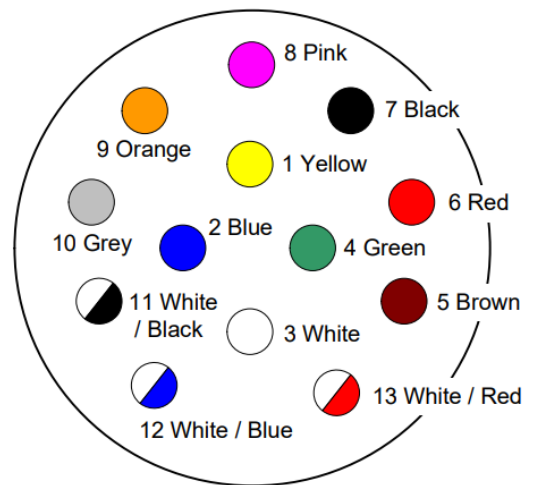 8 Pink
7 Black
9 Orange
1 Yellow
6 Red
10 Grey
2 Blue
4 Green
11 White
/ Black
5 Brown
3 White
12 White / Blue
13 White / Red